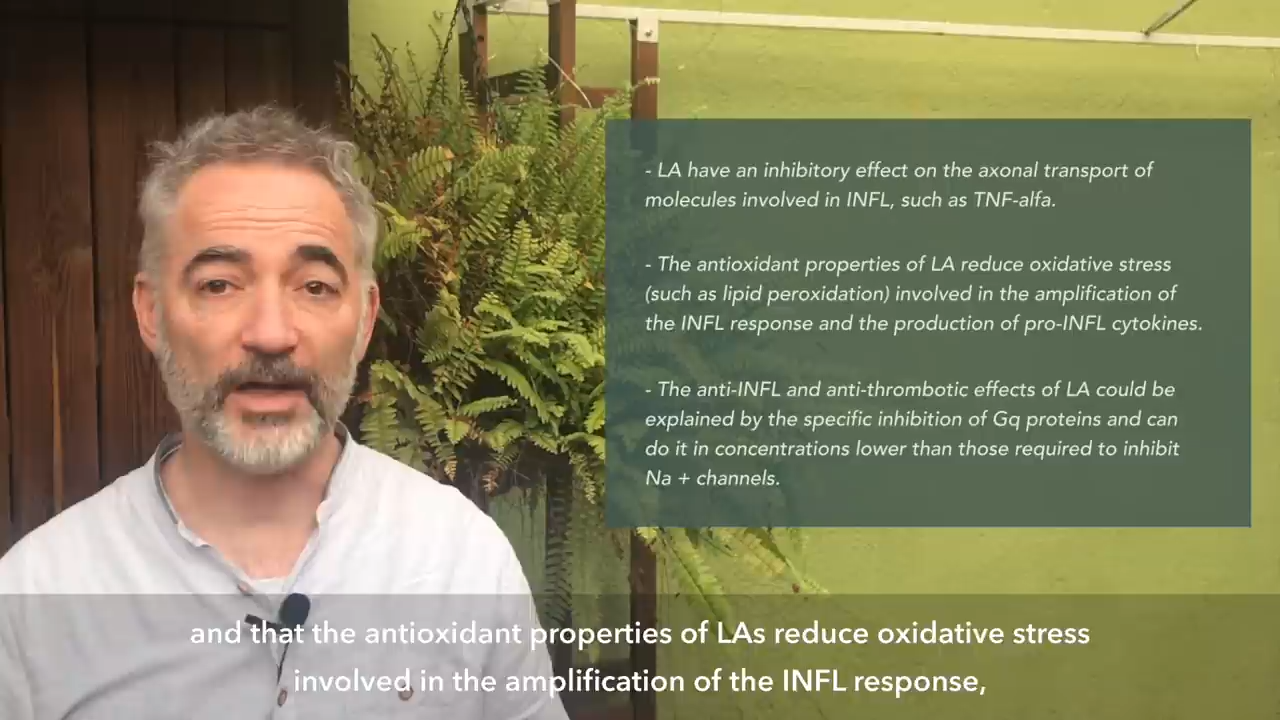 - LA have an inhibitory effect on the axonal transport of
molecules involved in INFL, such as TNF-alfa.
- The antioxidant properties of LA reduce oxidative stress
(such as lipid peroxidation) involved in the amplification of
the INFL response and the production of pro-INFL cytokines.
- The anti-INFL and anti-thrombotic effects of LA could be
explained by the specific inhibition of Gq proteins and can
do it in concentrations lower than those required to inhibit
Na + channels.
and that the antioxidant properties of LAs reduce oxidative stress
involved in the amplification of the INFL response,